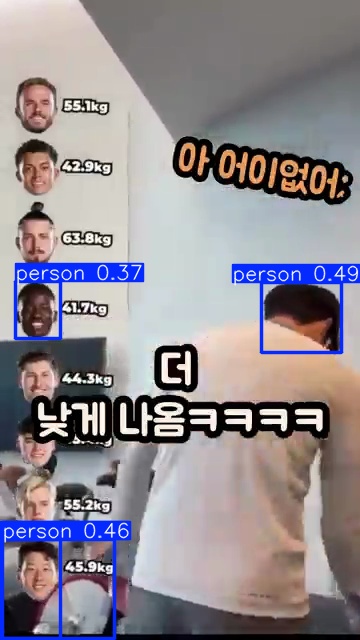 55.1kg
42.9kg
아 어이없어;
63.8kg
person 0.37
person 0.49
41.7kg
더
44.3kg
낮게 나옴ㅋㅋㅋㅋ
55.2kg
person 0.46
45.9kg